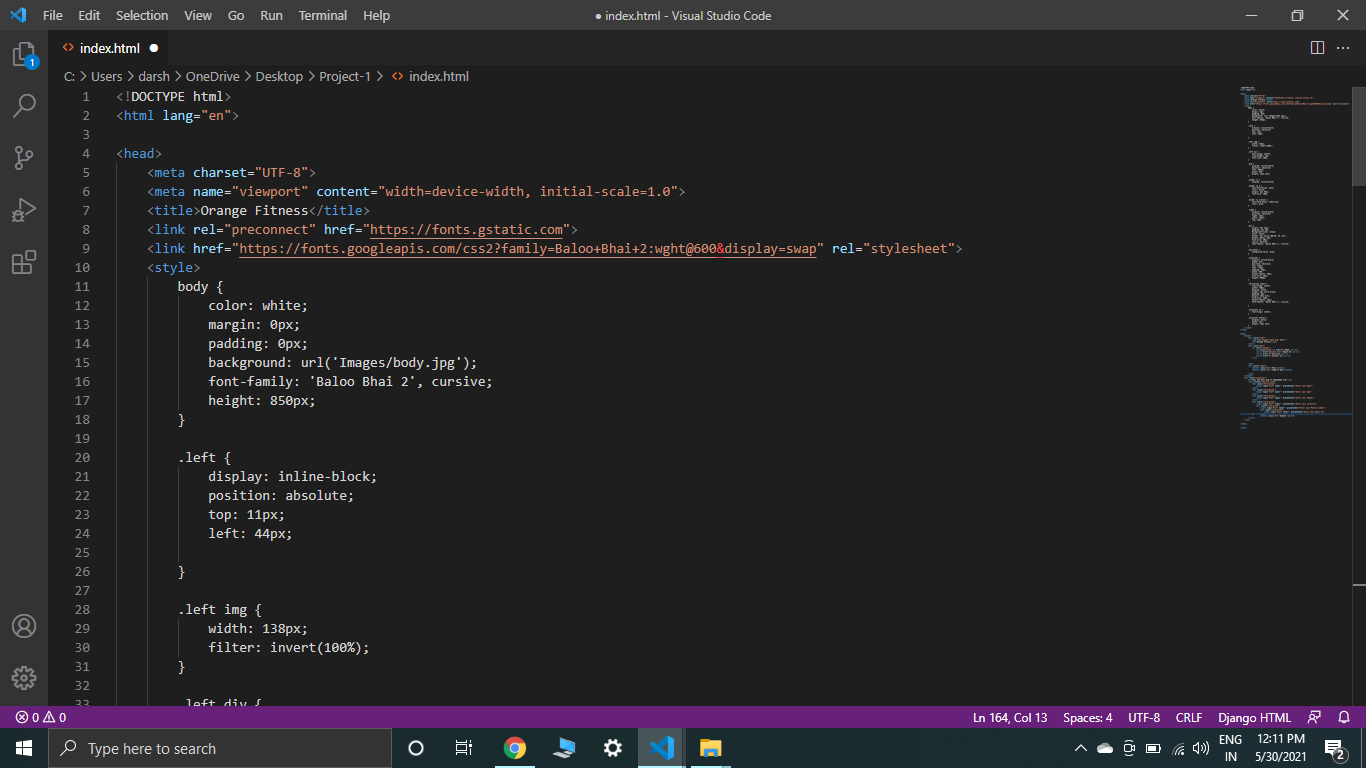 File Edit Selection View Go Run Terminal Help ● index.html - Visual Studio Code
<> index.html ●
C: > Users > darsh > OneDrive > Desktop > Project-1 > <> index.html
1 <!DOCTYPE html>
2 <html lang="en">
3
4 <head>
5 <meta charset="UTF-8">
6 <meta name="viewport" content="width=device-width, initial-scale=1.0">
7 <title>Orange Fitness</title>
8 <link rel="preconnect" href="https://fonts.gstatic.com">
9 <link href="https://fonts.googleapis.com/css2?family=Baloo+Bhai+2:wght@600&display=swap" rel="stylesheet">
10 <style>
11 body {
12 color: white;
13 margin: 0px;
14 padding: 0px;
15 background: url('Images/body.jpg');
16 font-family: 'Baloo Bhai 2', cursive;
17 height: 850px;
18 }
19
20 .left {
21 display: inline-block;
22 position: absolute;
23 top: 11px;
24 left: 44px;
25
26 }
27
28 .left img {
29 width: 138px;
30 filter: invert(100%);
31 }
32
33 .left div {
1
0 0 Ln 164, Col 13 Spaces: 4 UTF-8 CRLF Django HTML
Type here to search ENG IN 12:11 PM 5/30/2021 2